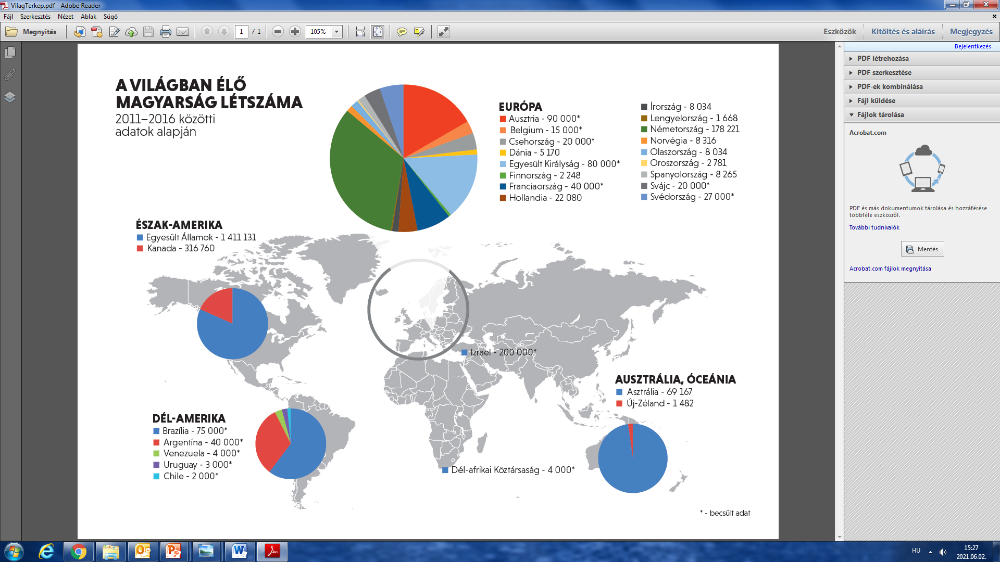 VilagTerkep.pdf - Adobe Reader
Fájl Szerkesztés Nézet Ablak Súgó
Megnyitás 1 / 1 105% Eszközök Kitöltés és aláírás Megjegyzés
Bejelentkezés
PDF létrehozása
PDF szerkesztése
PDF-ek kombinálása
Fájl küldése
Fájlok tárolása
Acrobat.com
PDF és más dokumentumok tárolása és hozzáférése
többféle eszközről.
További tudnivalók
Mentés
Acrobat.com fájlok megnyitása
A VILÁGBAN ÉLŐ
MAGYARSÁG LÉTSZÁMA
2011–2016 közötti
adatok alapján
EURÓPA
Ausztria - 90 000*
Belgium - 15 000*
Csehország - 20 000*
Dánia - 5 170
Egyesült Királyság - 80 000*
Finnország - 2 248
Franciaország - 40 000*
Hollandia - 22 080
Írország - 8 034
Lengyelország - 1 668
Németország - 178 221
Norvégia - 8 316
Olaszország - 8 034
Oroszország - 2 781
Spanyolország - 8 265
Svájc - 20 000*
Svédország - 27 000*
ÉSZAK-AMERIKA
Egyesült Államok - 1 411 131
Kanada - 316 760
Izrael - 200 000*
AUSZTRÁLIA, ÓCEÁNIA
Asztrália - 69 167
Új-Zéland - 1 482
DÉL-AMERIKA
Brazília - 75 000*
Argentína - 40 000*
Venezuela - 4 000*
Uruguay - 3 000*
Chile - 2 000*
Dél-afrikai Köztársaság - 4 000*
* - becsült adat
HU
15:27
2021.06.02.